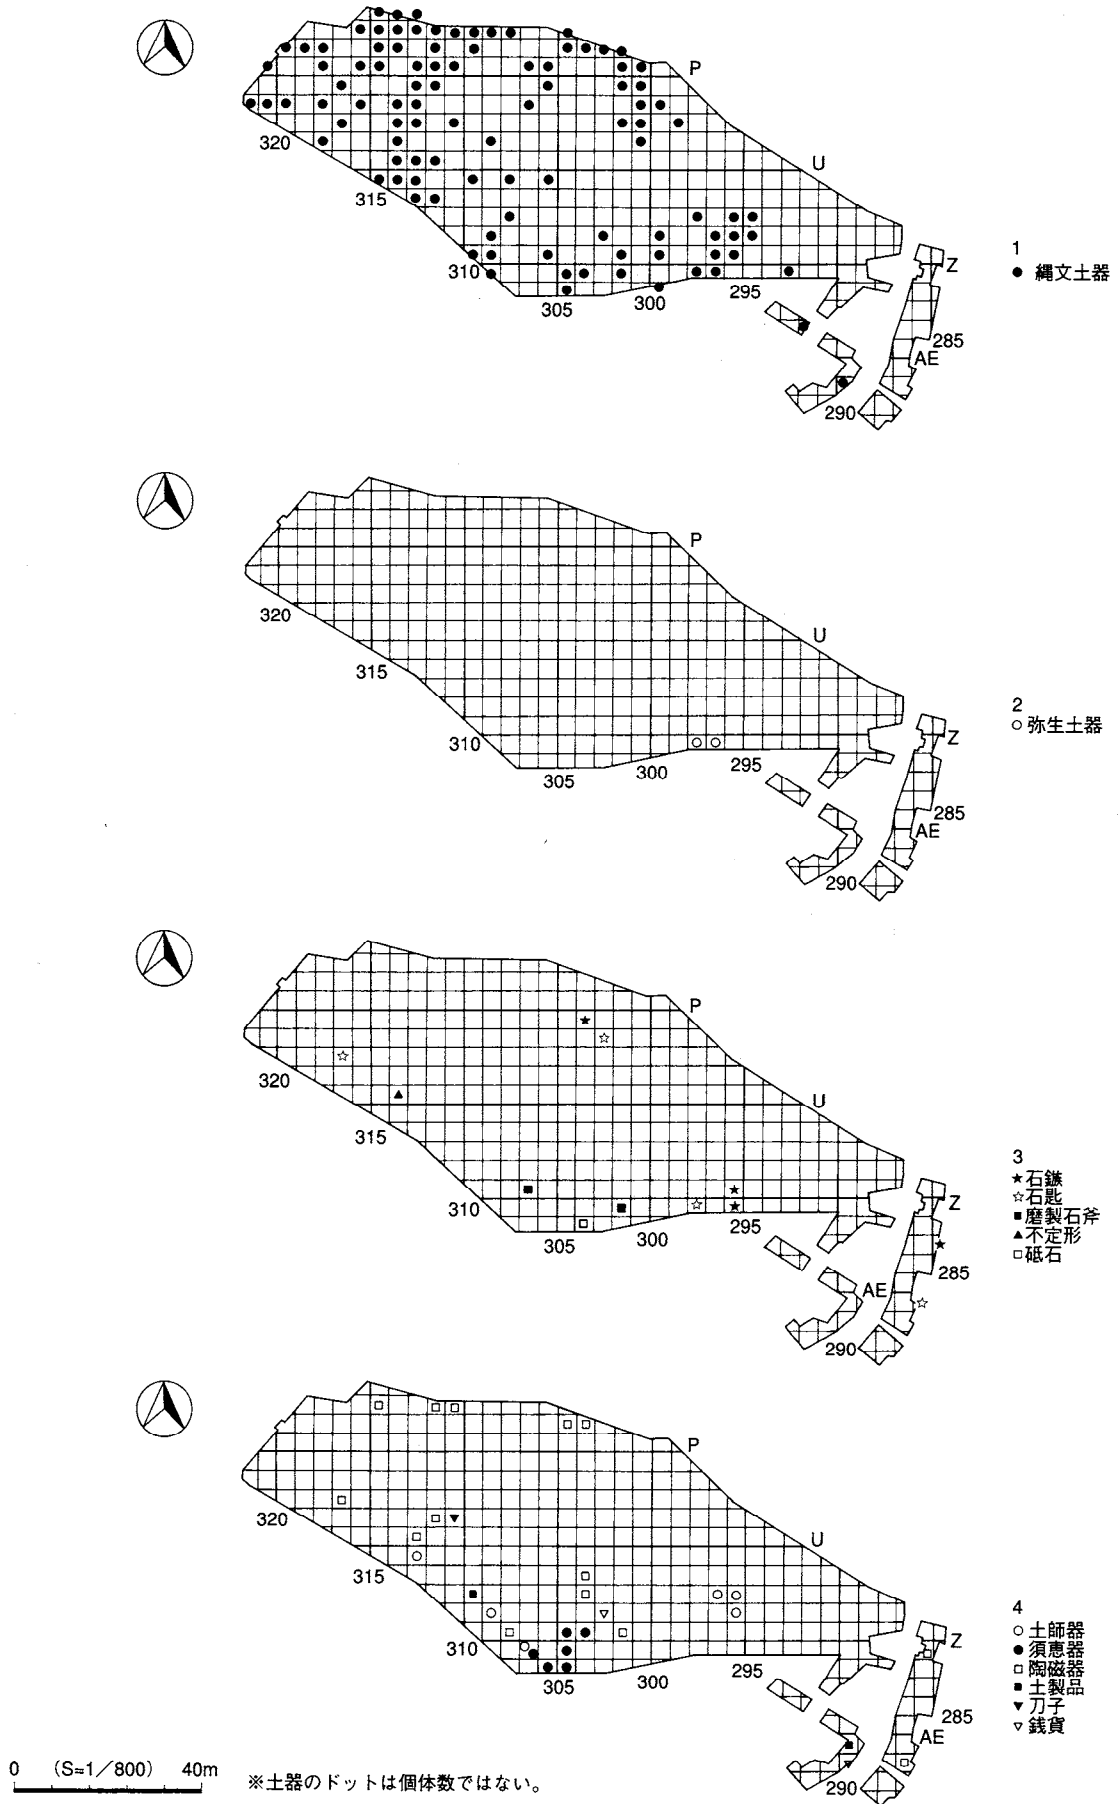 P
U
320
315
310
305
300
295
Z
285
AE
290
1
● 縄文土器
P
U
320
315
310
305
300
295
Z
285
AE
290
2
○ 弥生土器
P
U
320
315
310
305
300
295
Z
285
AE
290
3
★石鏃
☆石匙
■磨製石斧
▲不定形
□砥石
P
U
320
315
310
305
300
295
Z
285
AE
290
4
○土師器
●須恵器
□陶磁器
■土製品
▼刀子
▽銭貨
0 (S=1/800) 40m
※土器のドットは個体数ではない。